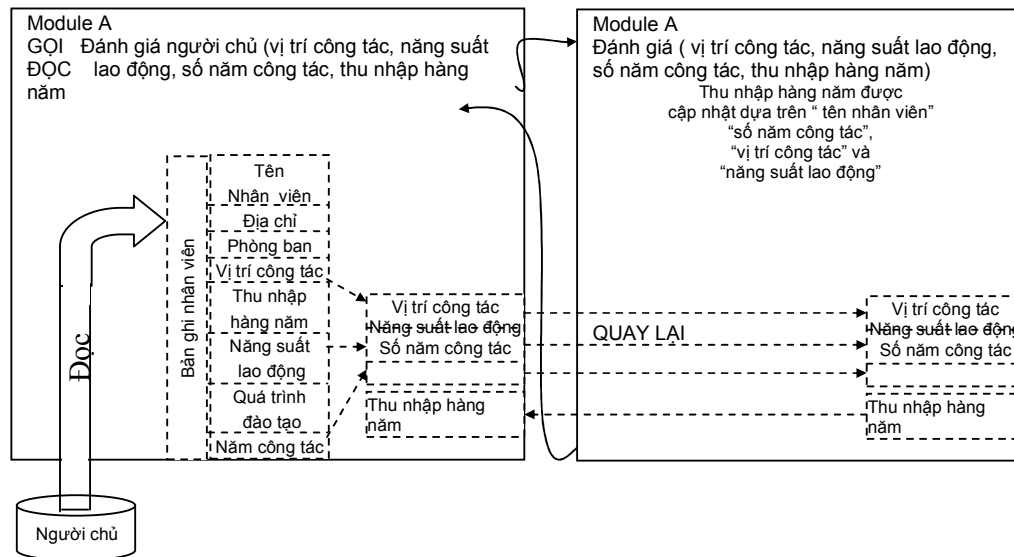 Module A
GỌI Đánh giá người chủ (vị trí công tác, năng suất
ĐỌC lao động, số năm công tác, thu nhập hàng
năm
Bản ghi nhân viên
Tên
Nhân viên
Địa chỉ
Phòng ban
Vị trí công tác
Thu nhập
hàng năm
Năng suất
lao động
Quá trình
đào tạo
Năm công tác
Đọc
Người chủ
Vị trí công tác
Năng suất lao động
Số năm công tác
Thu nhập hàng
năm
QUAY LẠI
Module A
Đánh giá ( vị trí công tác, năng suất lao động,
số năm công tác, thu nhập hàng năm)
Thu nhập hàng năm được
cập nhật dựa trên “ tên nhân viên”
“số năm công tác”,
“vị trí công tác” và
“năng suất lao động”
Vị trí công tác
Năng suất lao động
Số năm công tác
Thu nhập hàng
năm